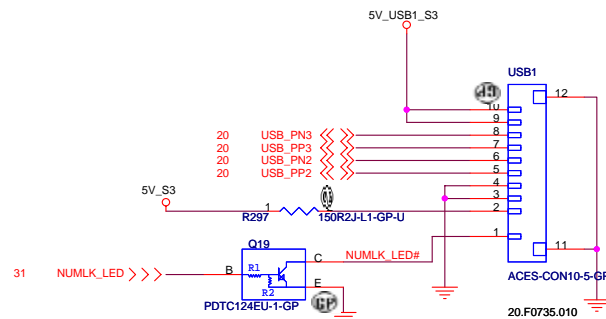 5V_USB1_S3
USB1
12
10
9
20 USB_PN3 8
20 USB_PP3 7
20 USB_PN2 6
20 USB_PP2 5
4
5V_S3
3
1 2
R297 150R2J-L1-GP-U
Q19
1
C NUMLK_LED#
11
31 NUMLK_LED B R1
R2
E
ACES-CON10-5-GP
PDTC124EU-1-GP
GP
20.F0735.010